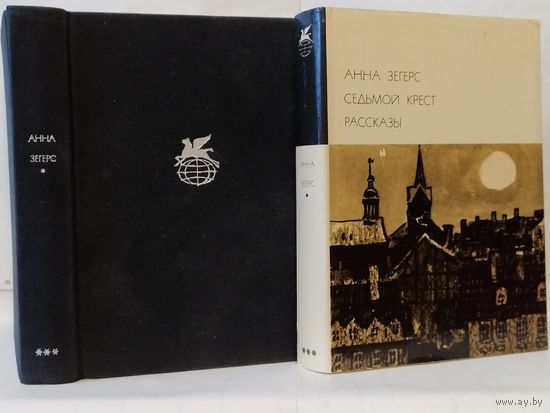 АННА
ЗЕГЕРС
*
***
АННА
ЗЕГЕРС
*
***
АННА ЗЕГЕРС
СЕДЬМОЙ КРЕСТ
РАССКАЗЫ
www.ay.by